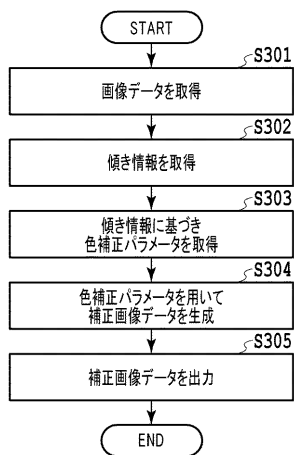 START
S301
画像データを取得
S302
傾き情報を取得
S303
傾き情報に基づき
色補正パラメータを取得
S304
色補正パラメータを用いて
補正画像データを生成
S305
補正画像データを出力
END